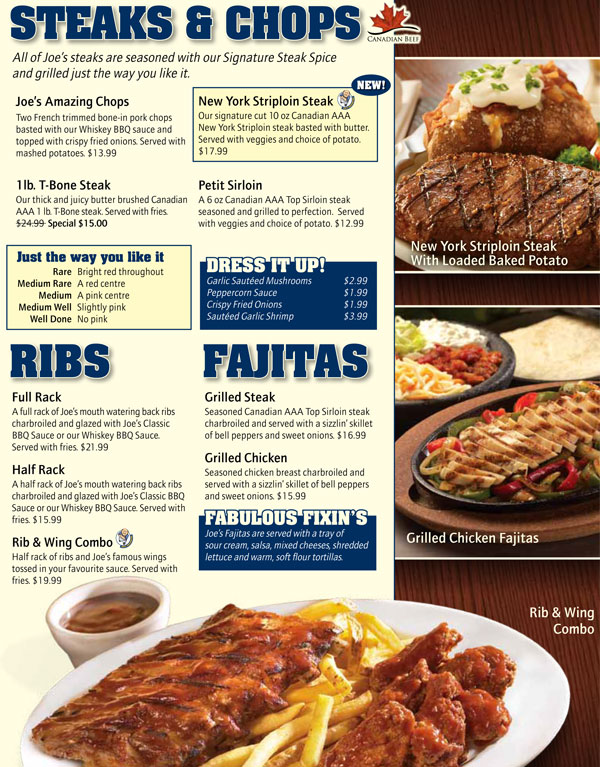 STEAKS & CHOPS
CANADIAN BEEF
All of Joe's steaks are seasoned with our Signature Steak Spice
and grilled just the way you like it.
Joe's Amazing Chops
Two French trimmed bone-in pork chops
basted with our Whiskey BBQ sauce and
topped with crispy fried onions. Served with
mashed potatoes. $13.99
NEW!
New York Striploin Steak
Our signature cut 10 oz Canadian AAA
New York Striploin steak basted with butter.
Served with veggies and choice of potato.
$17.99
1lb. T-Bone Steak
Our thick and juicy butter brushed Canadian
AAA 1 lb. T-Bone steak. Served with fries.
$24.99 Special $15.00
Petit Sirloin
A 6 oz Canadian AAA Top Sirloin steak
seasoned and grilled to perfection. Served
with veggies and choice of potato. $12.99
Just the way you like it
Rare Bright red throughout
Medium Rare A red centre
Medium A pink centre
Medium Well Slightly pink
Well Done No pink
DRESS IT UP!
Garlic Sautéed Mushrooms $2.99
Peppercorn Sauce $1.99
Crispy Fried Onions $1.99
Sautéed Garlic Shrimp $3.99
New York Striploin Steak
With Loaded Baked Potato
RIBS
Full Rack
A full rack of Joe's mouth watering back ribs
charbroiled and glazed with Joe's Classic
BBQ Sauce or our Whiskey BBQ Sauce.
Served with fries. $21.99
Half Rack
A half rack of Joe's mouth watering back ribs
charbroiled and glazed with Joe's Classic BBQ
Sauce or our Whiskey BBQ Sauce. Served with
fries. $15.99
Rib & Wing Combo
Half rack of ribs and Joe's famous wings
tossed in your favourite sauce. Served with
fries. $19.99
FAJITAS
Grilled Steak
Seasoned Canadian AAA Top Sirloin steak
charbroiled and served with a sizzlin' skillet
of bell peppers and sweet onions. $16.99
Grilled Chicken
Seasoned chicken breast charbroiled and
served with a sizzlin' skillet of bell peppers
and sweet onions. $15.99
FABULOUS FIXIN'S
Joe's Fajitas are served with a tray of
sour cream, salsa, mixed cheeses, shredded
lettuce and warm, soft flour tortillas.
Grilled Chicken Fajitas
Rib & Wing
Combo